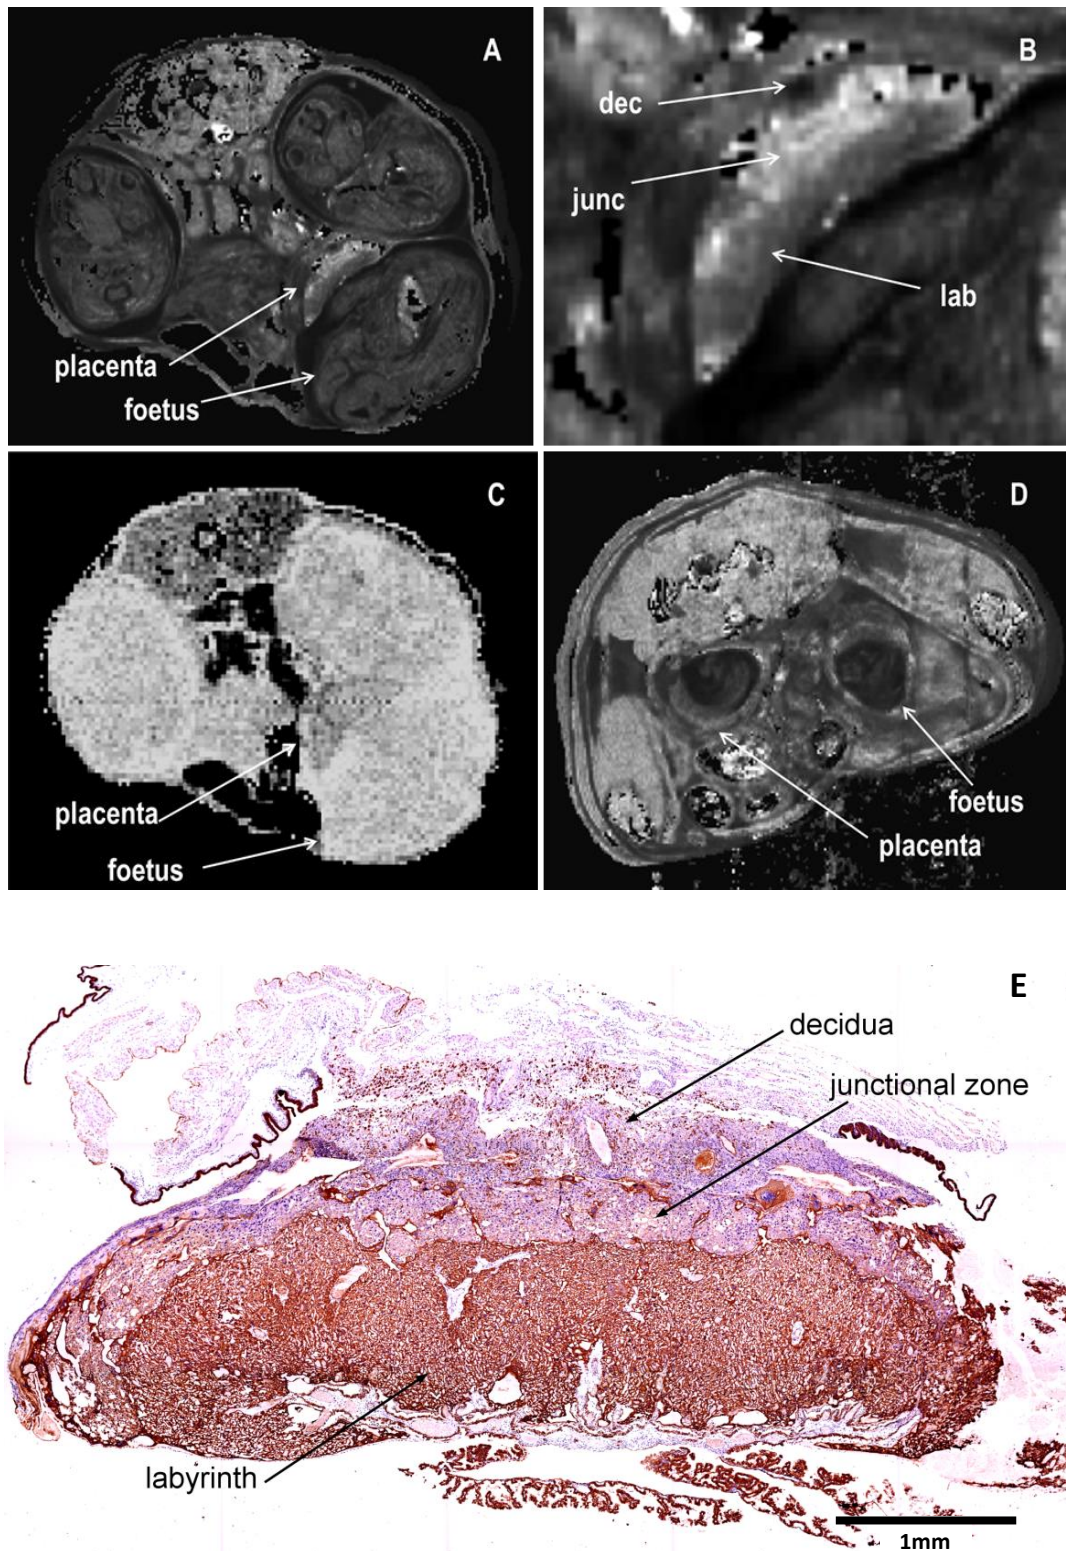 A
placenta
foetus
B
dec
junc
lab
C
placenta
foetus
D
foetus
placenta
E
decidua
junctional zone
labyrinth
1mm